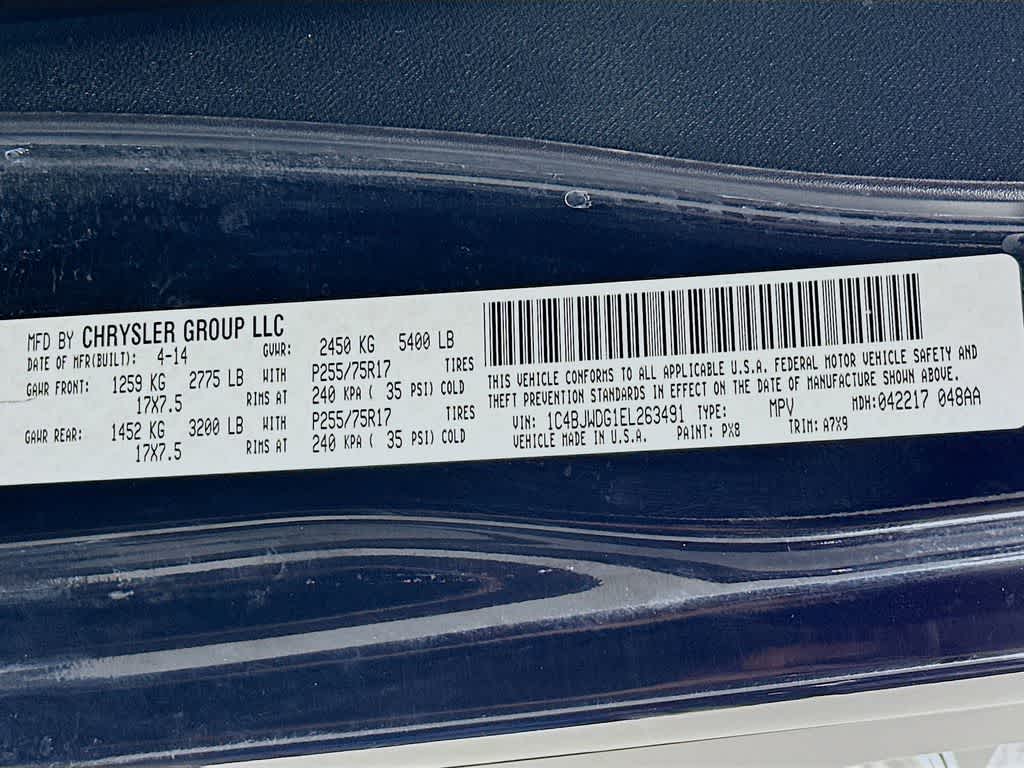 MFD BY CHRYSLER GROUP LLC
DATE OF MFR(BUILT): 4-14 GVWR: 2450 KG 5400 LB
GAWR FRONT: 1259 KG 2775 LB WITH P255/75R17 TIRES
17X7.5 RIMS AT 240 KPA ( 35 PSI) COLD
GAWR REAR: 1452 KG 3200 LB WITH P255/75R17 TIRES
17X7.5 RIMS AT 240 KPA ( 35 PSI) COLD
THIS VEHICLE CONFORMS TO ALL APPLICABLE U.S.A. FEDERAL MOTOR VEHICLE SAFETY AND
THEFT PREVENTION STANDARDS IN EFFECT ON THE DATE OF MANUFACTURE SHOWN ABOVE.
VIN: 1C4BJWDG1EL263491 TYPE: MPV MDH:042217 048AA
VEHICLE MADE IN U.S.A. PAINT: PX8 TRIM: A7X9